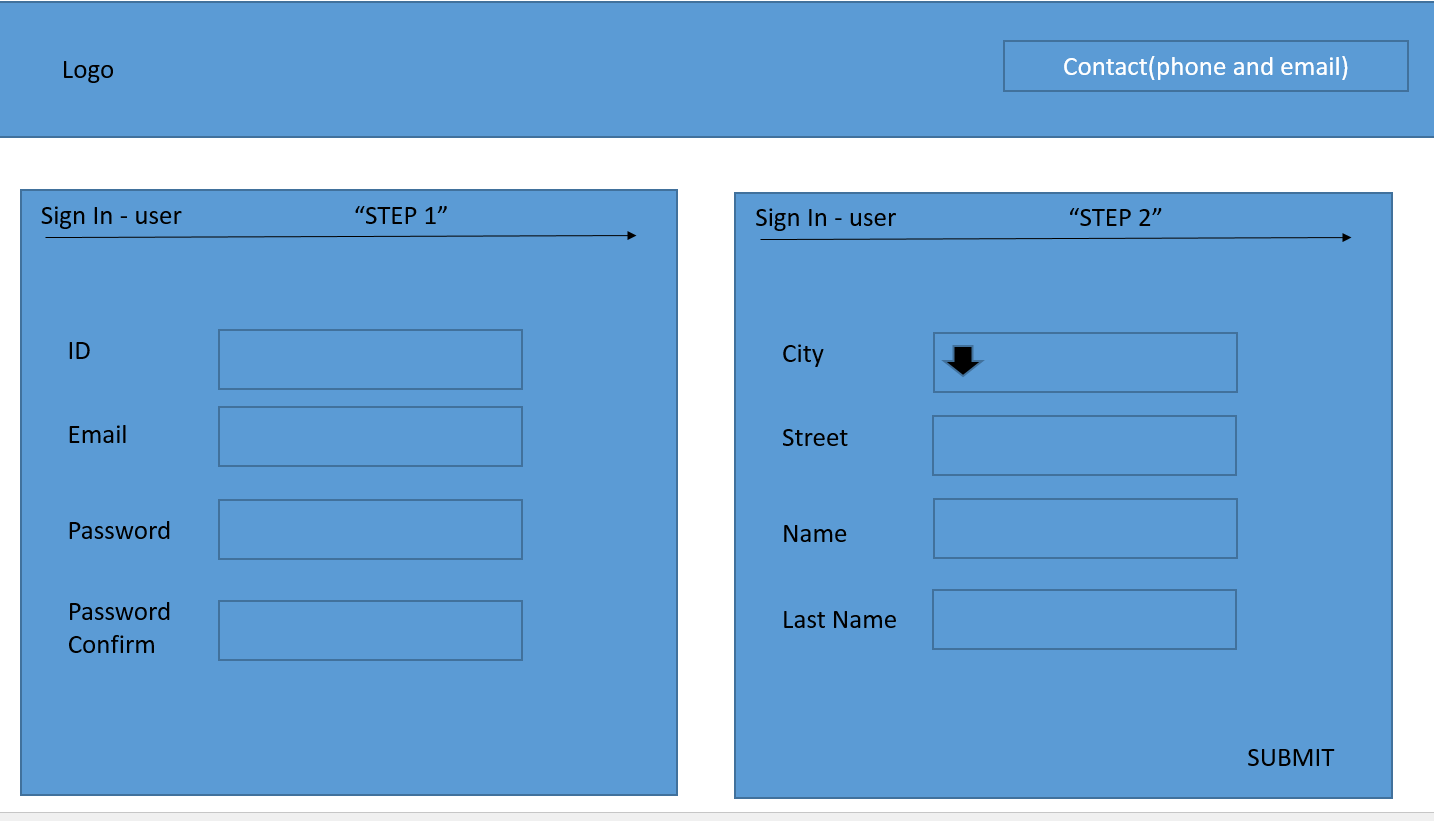 Logo
Contact(phone and email)
Sign In - user
“STEP 1”
ID
Email
Password
Password
Confirm
Sign In - user
“STEP 2”
City
Street
Name
Last Name
SUBMIT